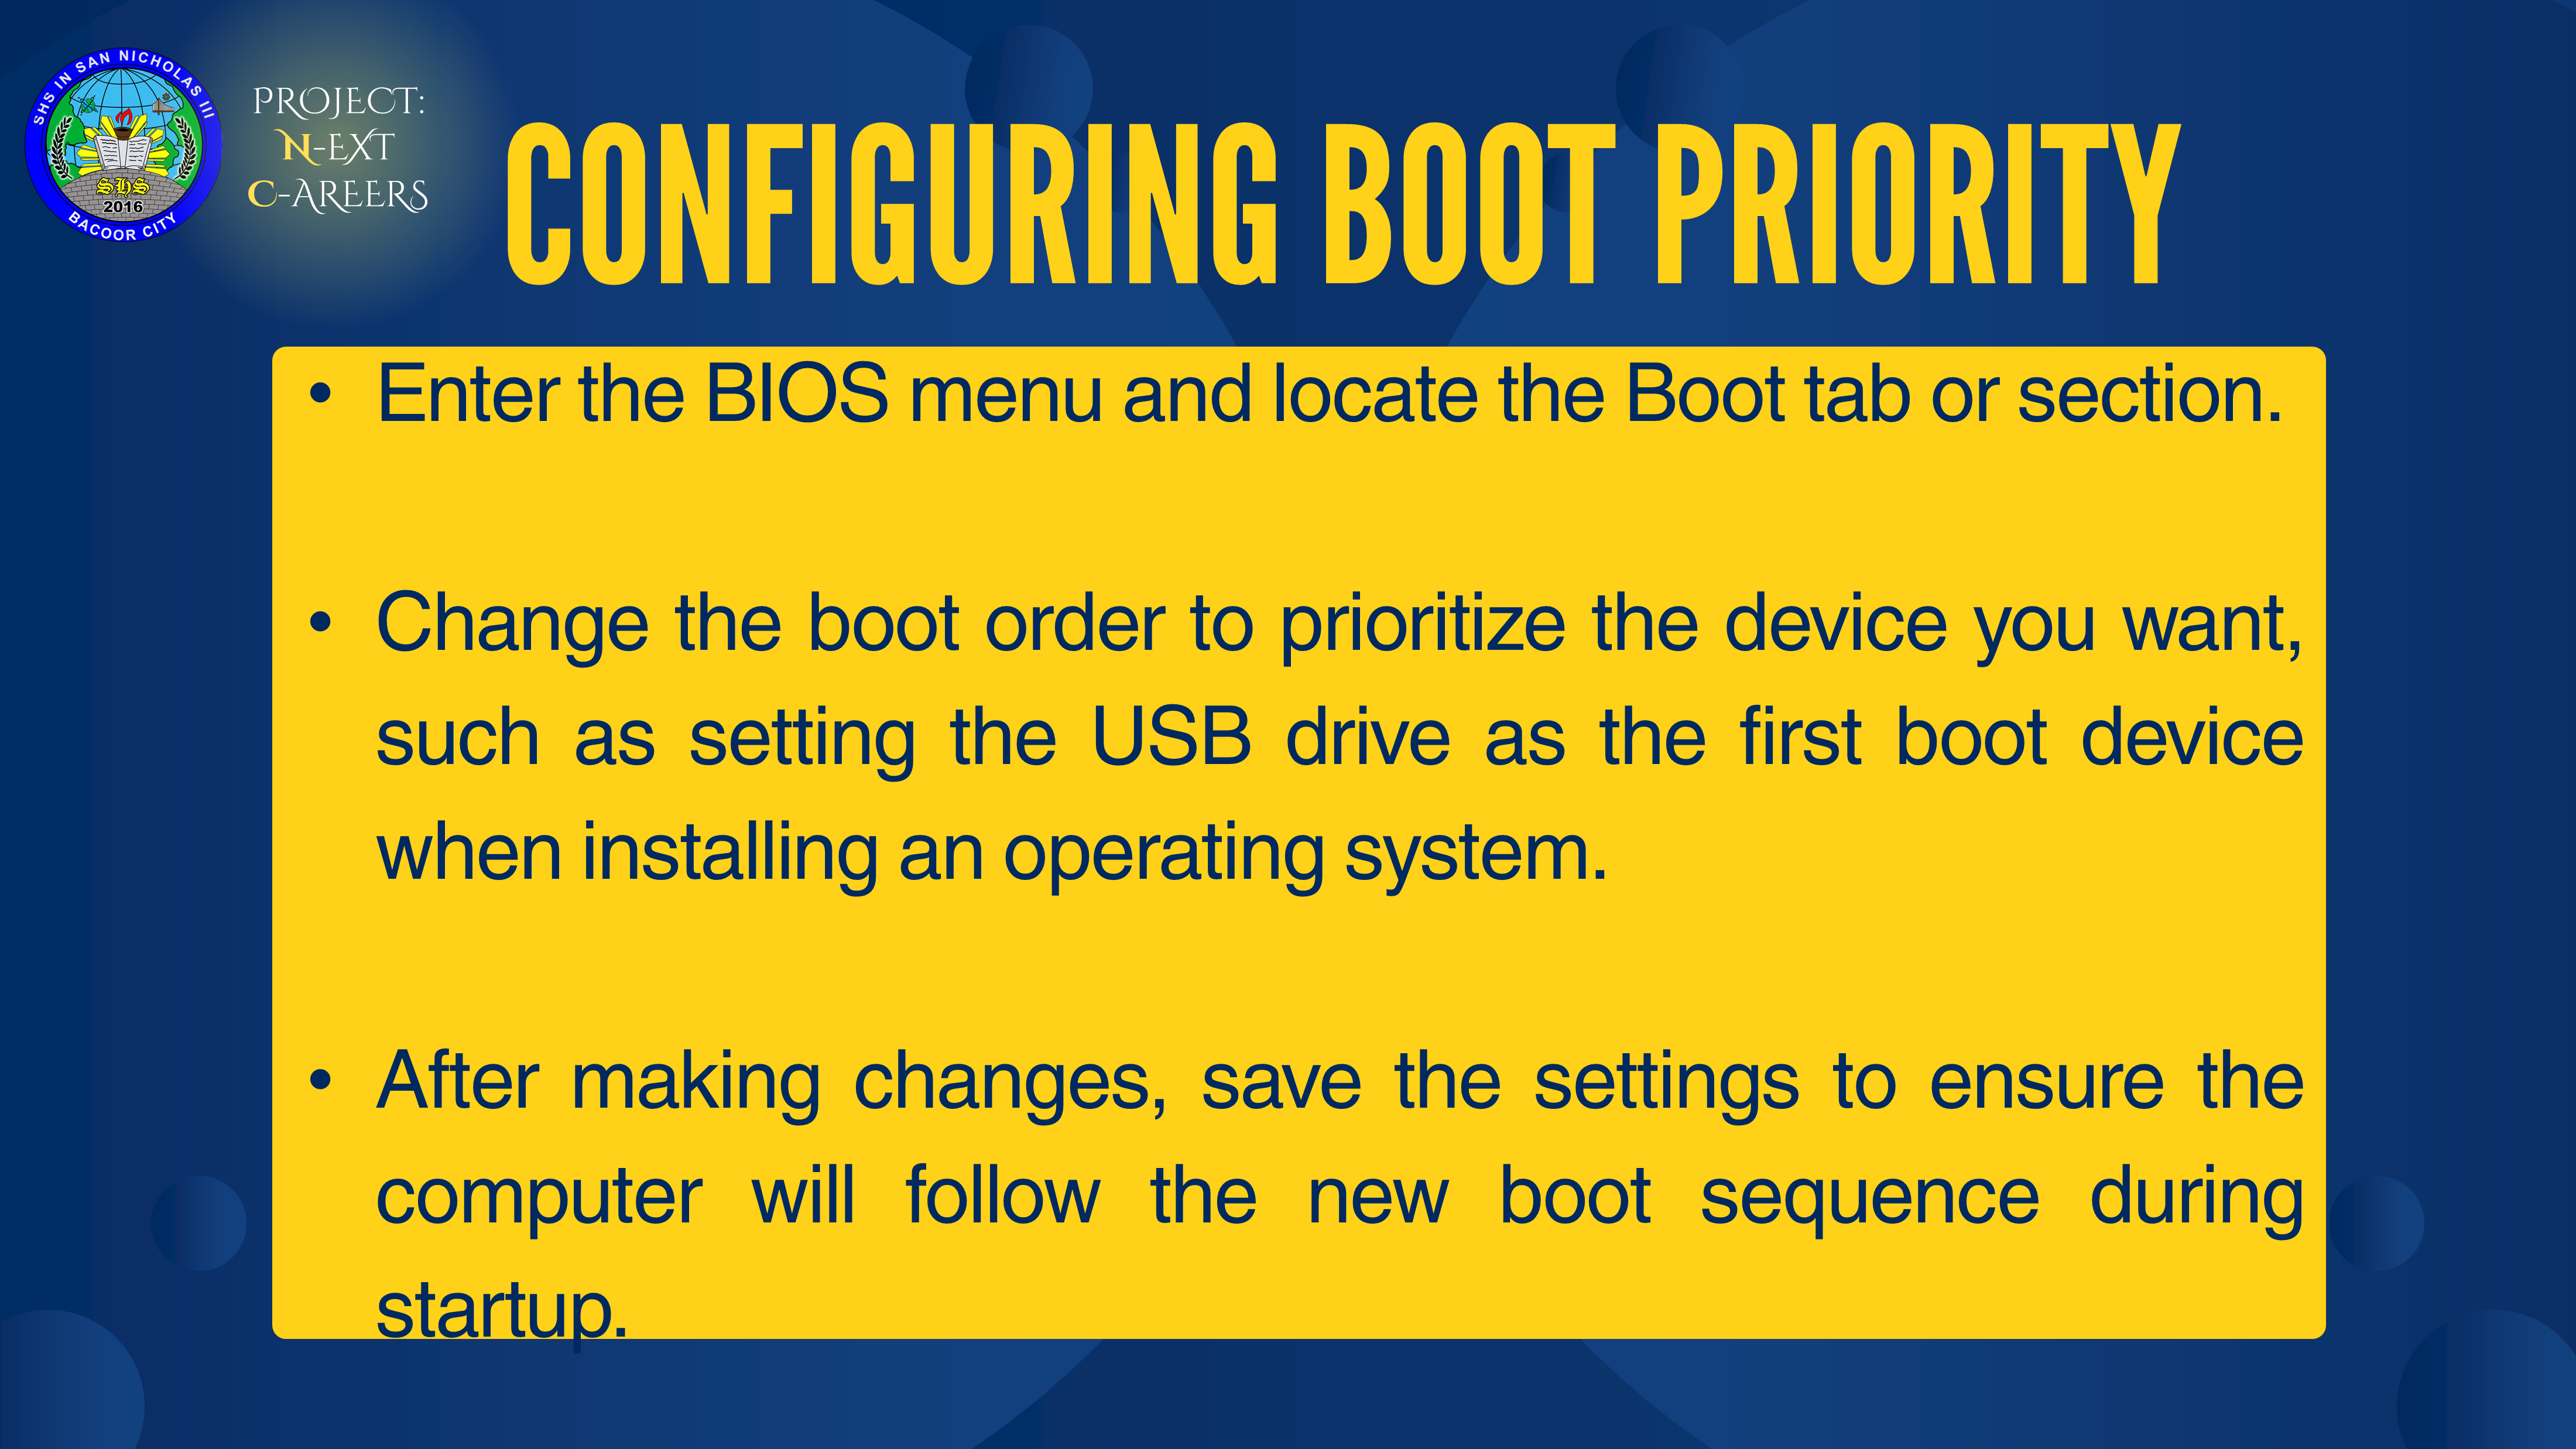 SHS IN SAN NICHOLAS III
SHS
2016
BACOOR CITY
PROJECT:
N-EXT
C-AREERS
CONFIGURING BOOT PRIORITY
• Enter the BIOS menu and locate the Boot tab or section.
• Change the boot order to prioritize the device you want,
such as setting the USB drive as the first boot device
when installing an operating system.
• After making changes, save the settings to ensure the
computer will follow the new boot sequence during
startup.